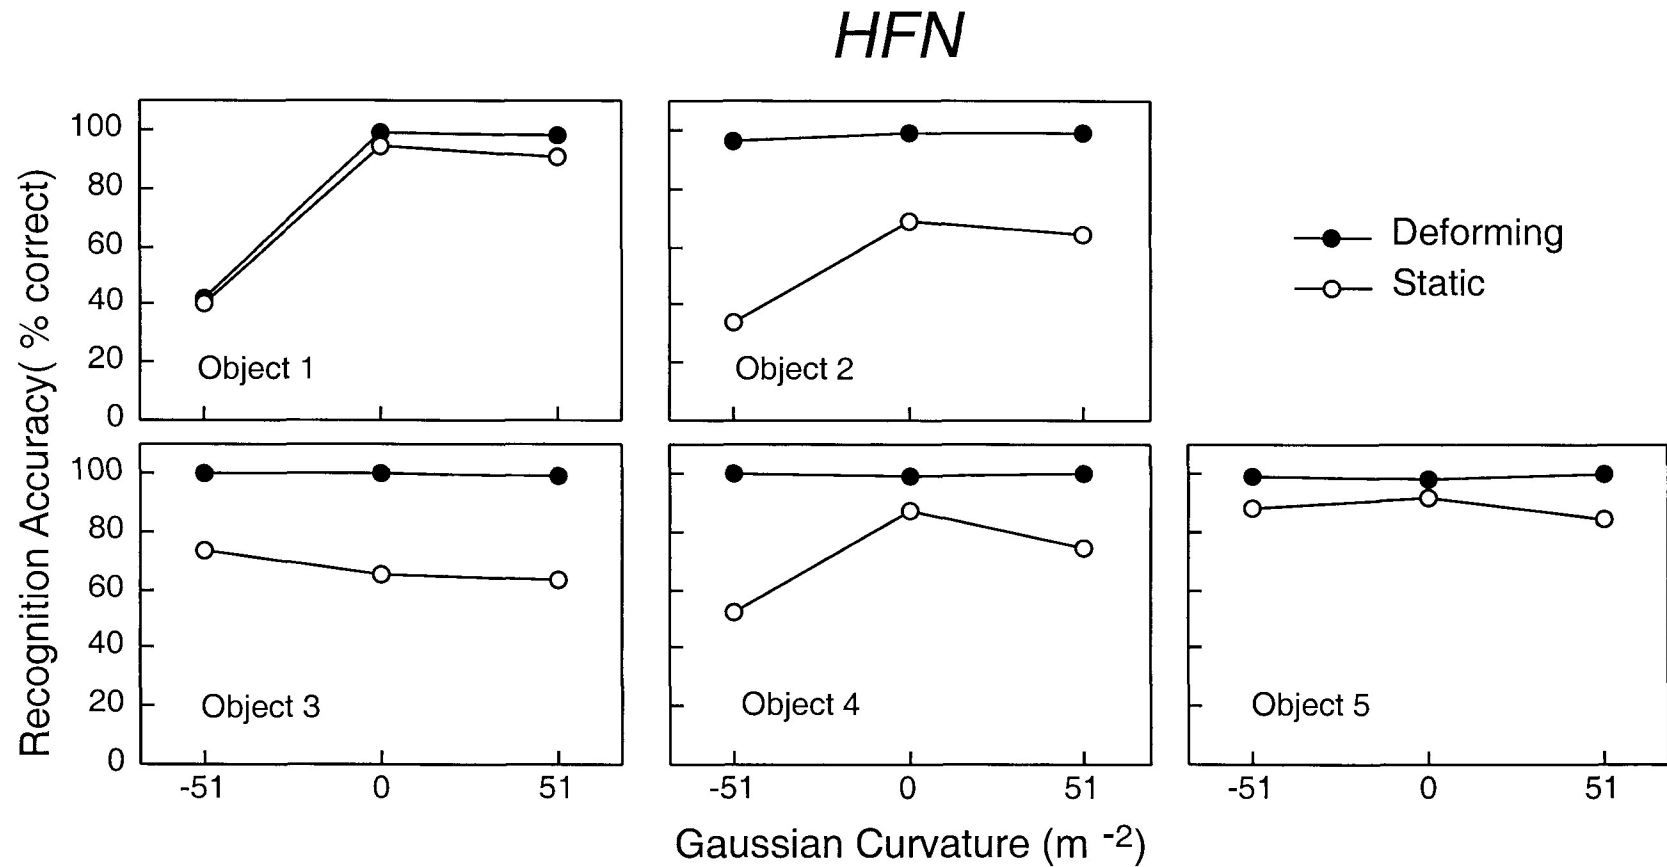 HFN
Recognition Accuracy( % correct)
100
80
60
40
20
0
Object 1
Object 2
Deforming
Static
100
80
60
40
20
0
Object 3
Object 4
Object 5
-51 0 51
-51 0 51
-51 0 51
Gaussian Curvature (m -2)